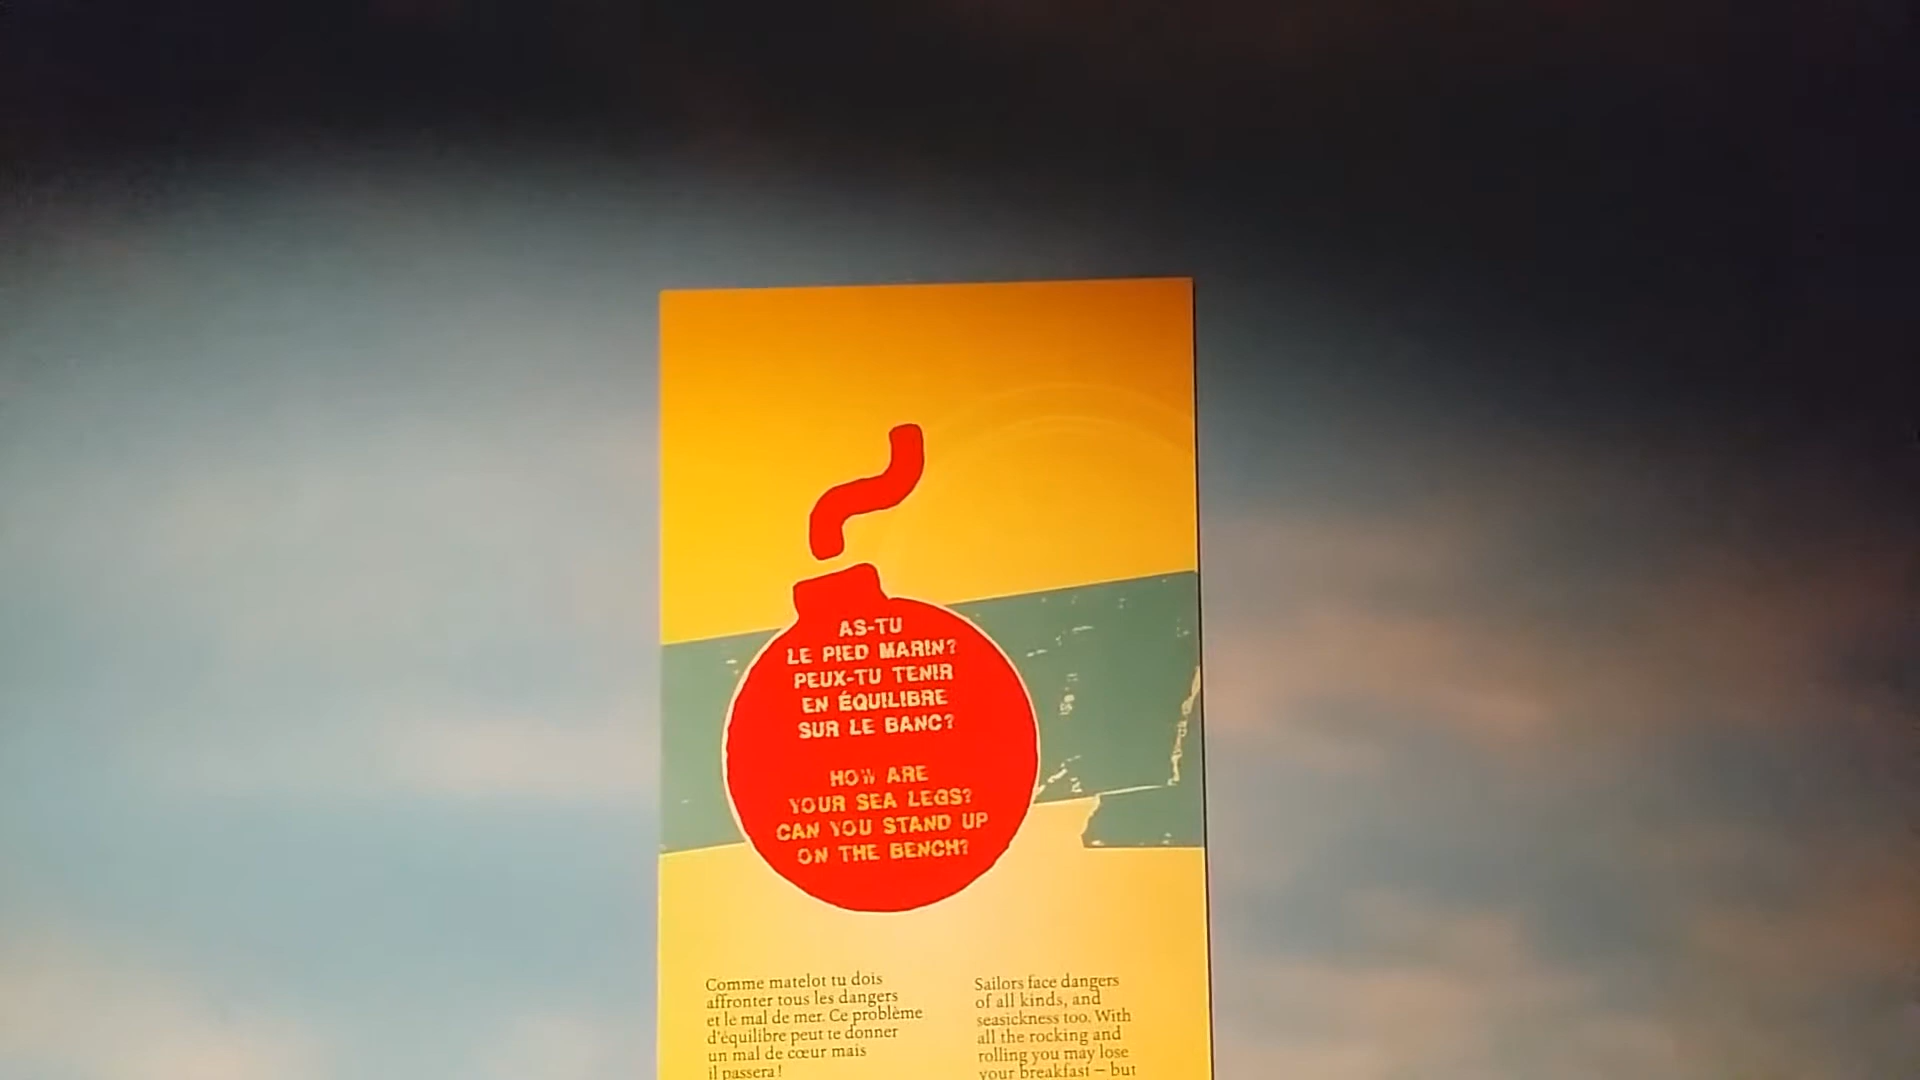 AS-TU
LE PIED MARIN?
PEUX-TU TENIR
EN ÉQUILIBRE
SUR LE BANC?
HOW ARE
YOUR SEA LEGS?
CAN YOU STAND UP
ON THE BENCH?
Comme matelot tu dois
affronter tous les dangers
et le mal de mer. Ce problème
d'équilibre peut te donner
un mal de cœur mais
il passera!
Sailors face dangers
of all kinds, and
seasickness too. With
all the rocking and
rolling you may lose
your breakfast – but